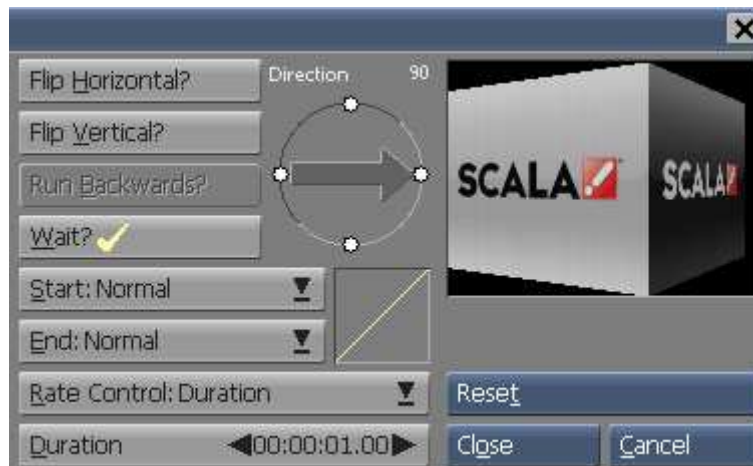 Flip Horizontal?
Direction 90
Flip Vertical?
Run Backwards?
Wait?
SCALA
SCALA
Start: Normal
End: Normal
Rate Control: Duration
Reset
Duration 00:00:01.00
Close
Cancel